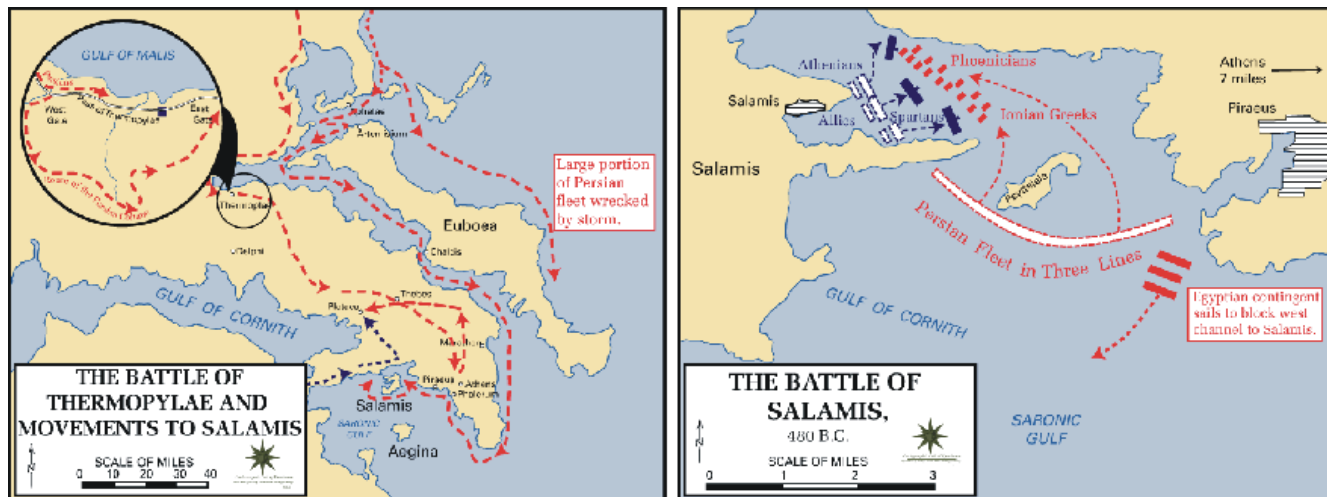 GULF OF MALIS
West
Gate
East
Thermopylae
Delphi
Artemisium
Euboea
Chalcis
Thebes
Plataea
GULF OF CORNITH
Piraeus
Athens
Phalerum
Salamis
SARONIC
GULF
Aegina
Large portion
of Persian
fleet wrecked
by storm.
THE BATTLE OF
THERMOPYLAE AND
MOVEMENTS TO SALAMIS
N
SCALE OF MILES
0 10 20 30 40
Athenians
Phoenicians
Athens
7 miles
Salamis
Allies
Spartans
Ionian Greeks
Piraeus
Salamis
Persian Fleet in Three Lines
GULF OF CORNITH
Egyptian contingent
sails to block west
channel to Salamis.
SARONIC
GULF
THE BATTLE OF
SALAMIS,
480 B.C.
N
SCALE OF MILES
0 1 2 3